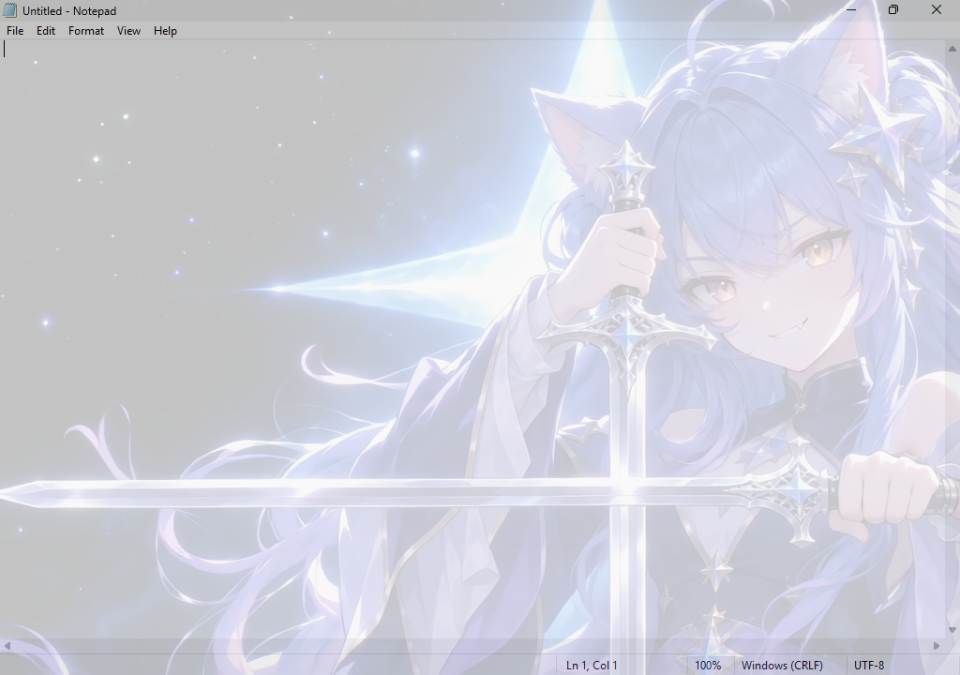 Untitled - Notepad
File Edit Format View Help
Ln 1, Col 1 100% Windows (CRLF) UTF-8